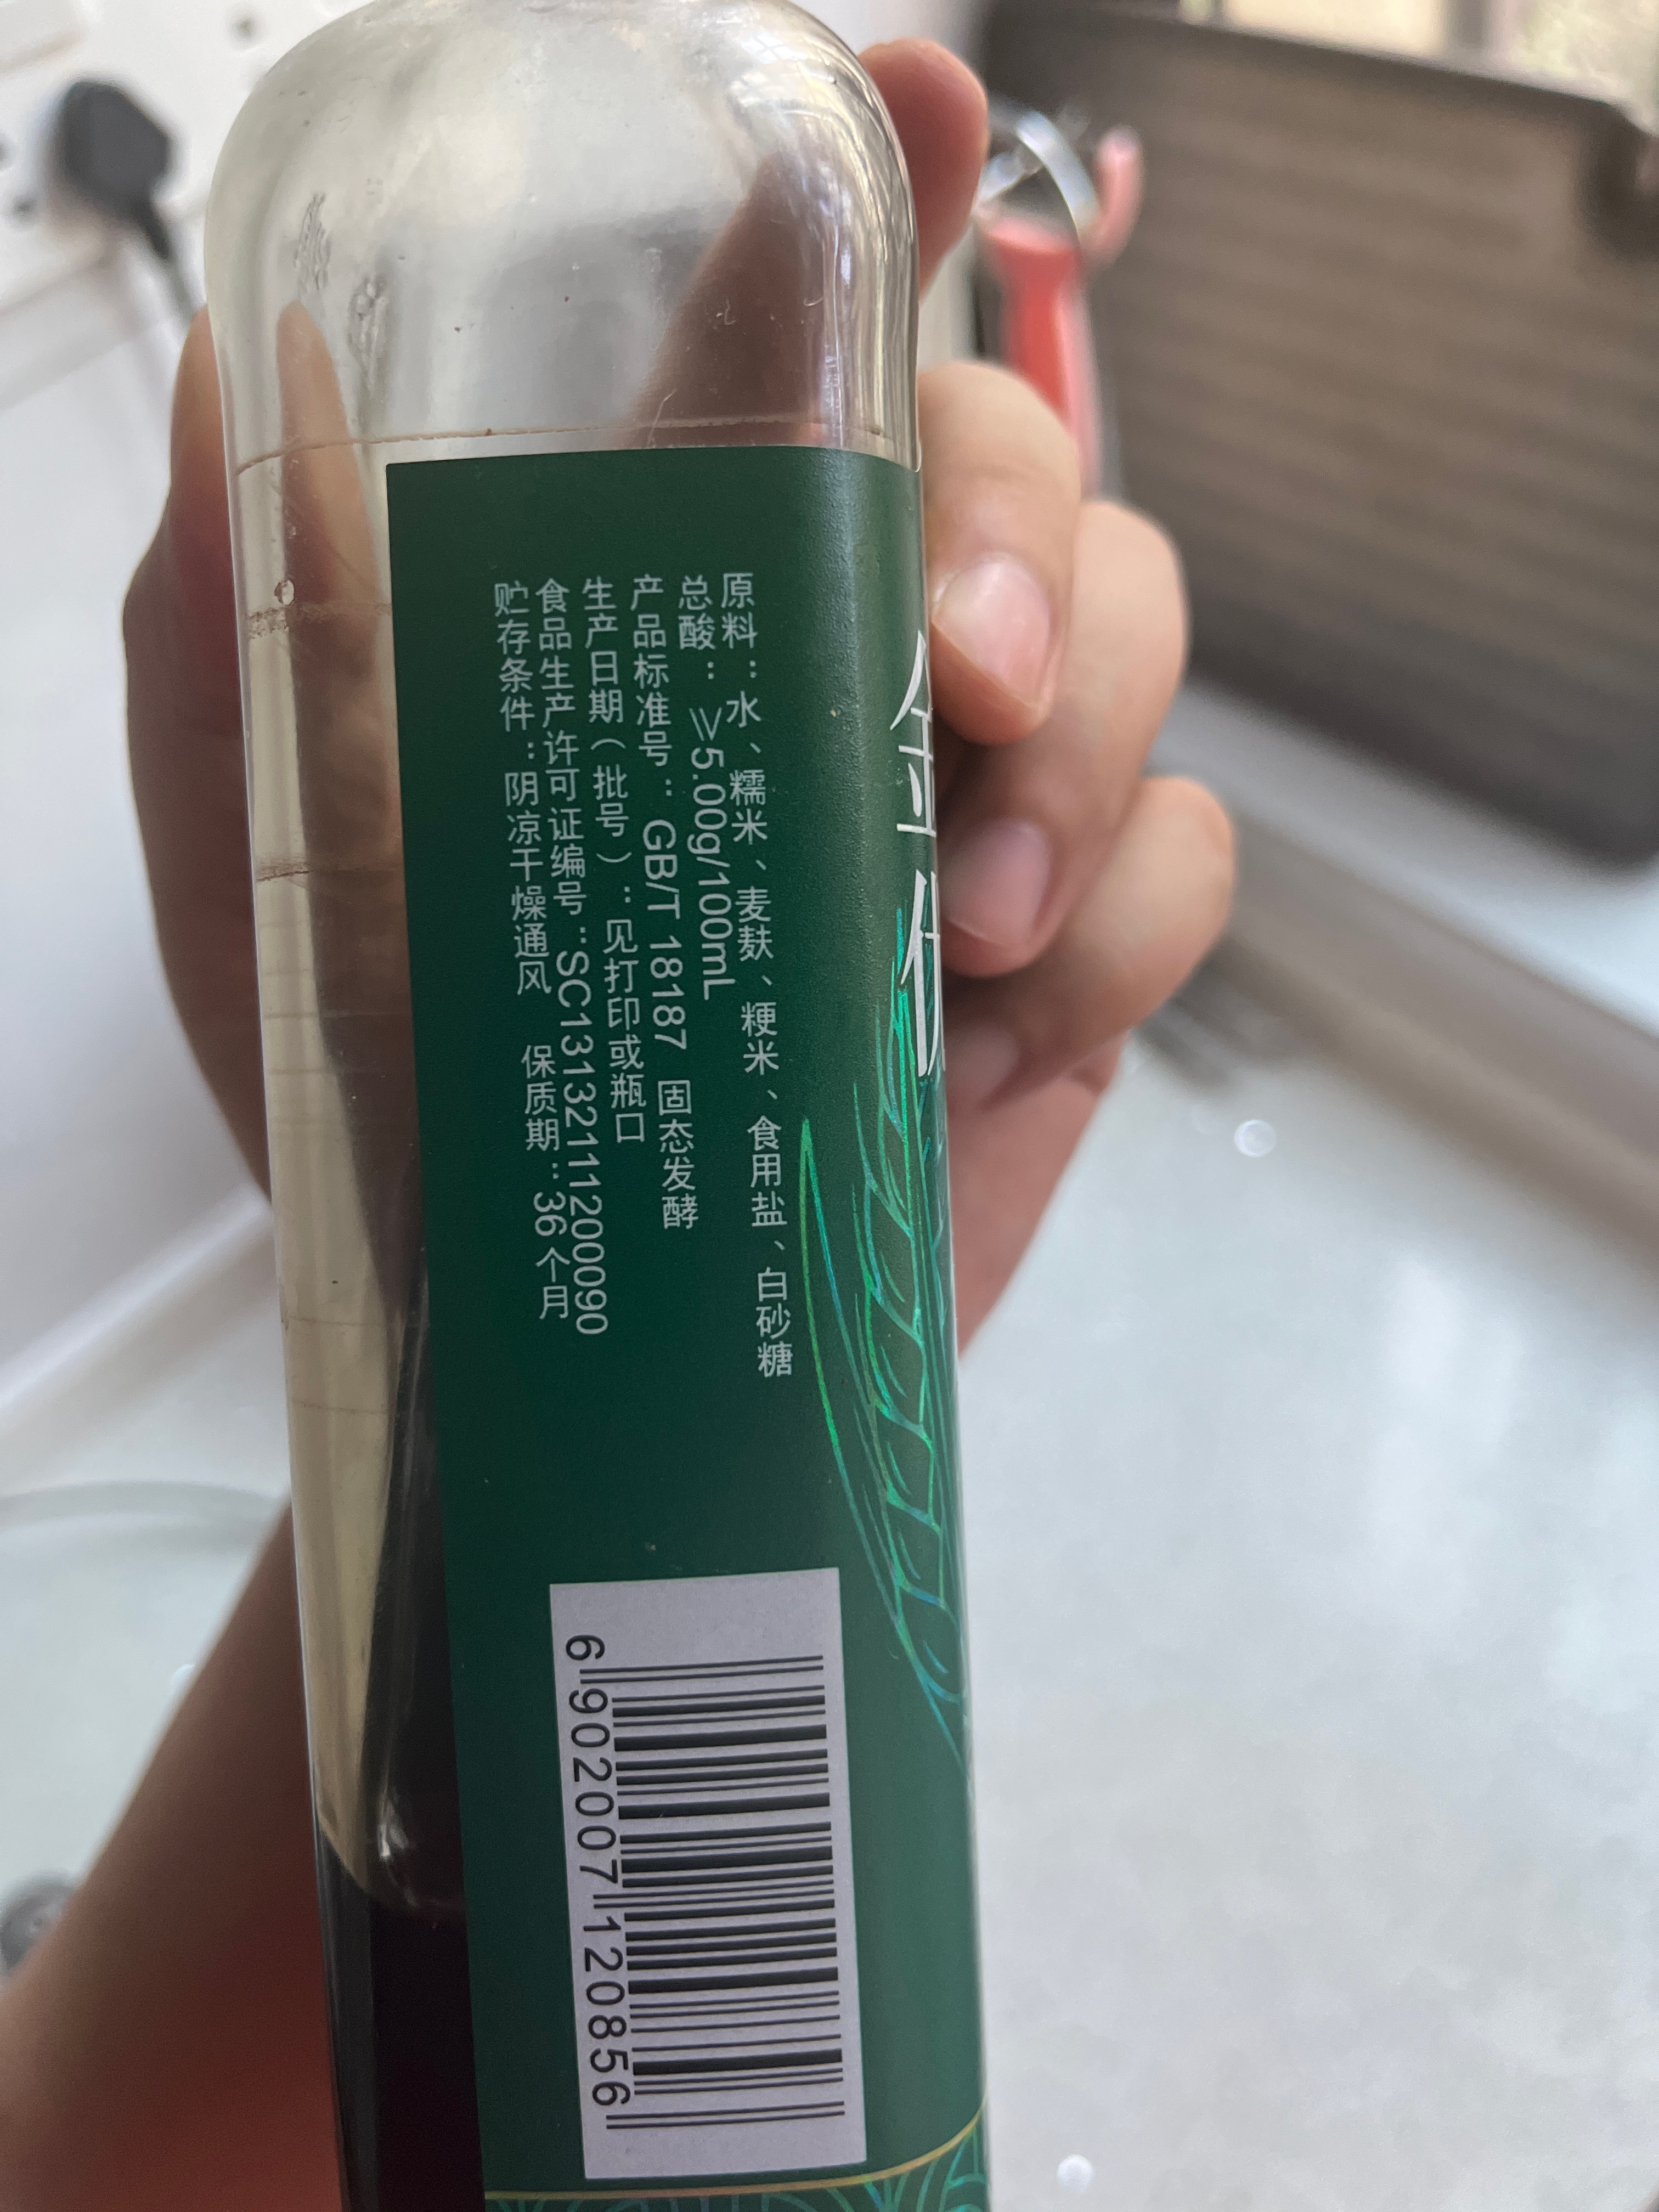 原料：水、糯米、麦麸、粳米、食用盐、白砂糖
总酸：≥5.00g/100mL
产品标准号：GB/T 18187 固态发酵
生产日期（批号）：见打印或瓶口
食品生产许可证编号：SC13132111200090
贮存条件：阴凉干燥通风 保质期：36个月
6 902007 120856
金优